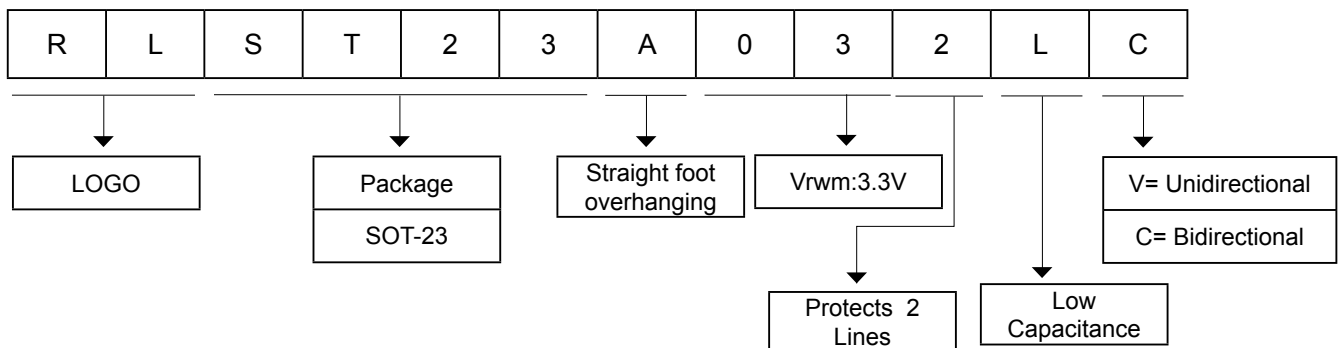 R L S T 2 3 A 0 3 2 L C
LOGO
Package
SOT-23
Straight foot
overhanging
Vrwm:3.3V
V= Unidirectional
C= Bidirectional
Protects 2
Lines
Low
Capacitance